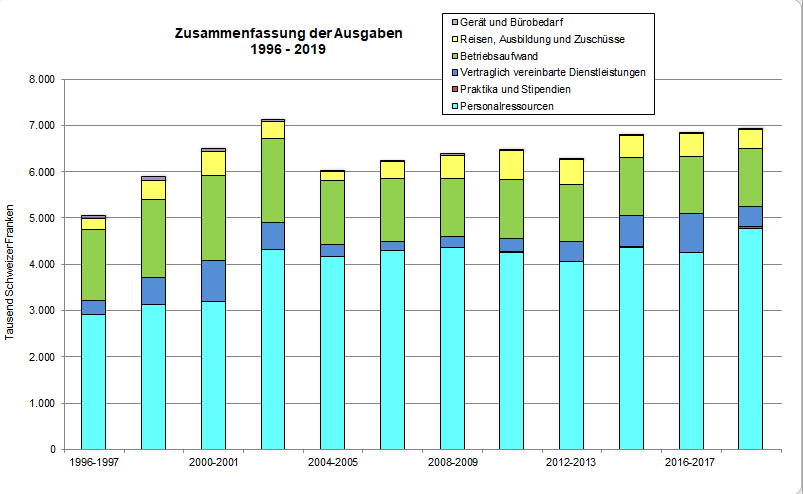 Zusammenfassung der Ausgaben
1996 - 2019
Gerät und Bürobedarf
Reisen, Ausbildung und Zuschüsse
Betriebsaufwand
Vertraglich vereinbarte Dienstleistungen
Praktika und Stipendien
Personalressourcen
Tausend SchweizerFranken
8.000
7.000
6.000
5.000
4.000
3.000
2.000
1.000
0
1996-1997
2000-2001
2004-2005
2008-2009
2012-2013
2016-2017